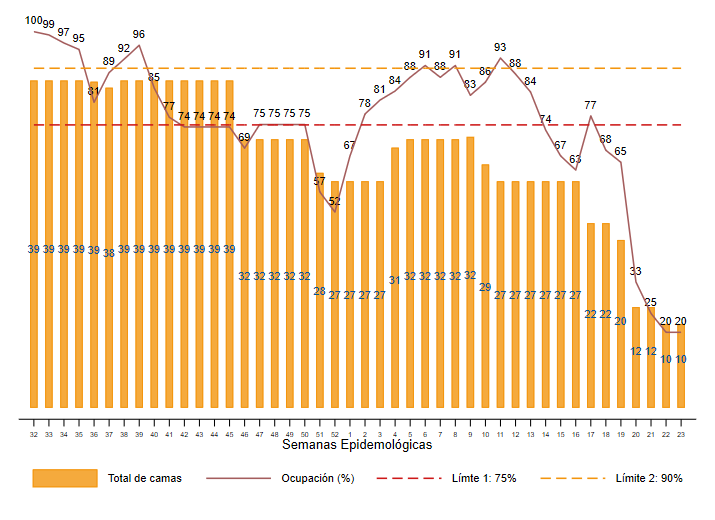 100 99 97 95 81 89 92 96 85 77 74 74 74 74 69 75 75 75 75 57 52 67 78 81 84 88 91 88 91 83 86 93 88 84 74 67 63 77 68 65 33 25 20 20
39 39 39 39 39 38 39 39 39 39 39 39 39 39 32 32 32 32 32 28 27 27 27 27 31 32 32 32 32 32 29 27 27 27 27 27 27 22 22 20 12 12 10 10
32 33 34 35 36 37 38 39 40 41 42 43 44 45 46 47 48 49 50 51 52 1 2 3 4 5 6 7 8 9 10 11 12 13 14 15 16 17 18 19 20 21 22 23
Semanas Epidemológicas
Total de camas Ocupación (%) Límte 1: 75% Límite 2: 90%